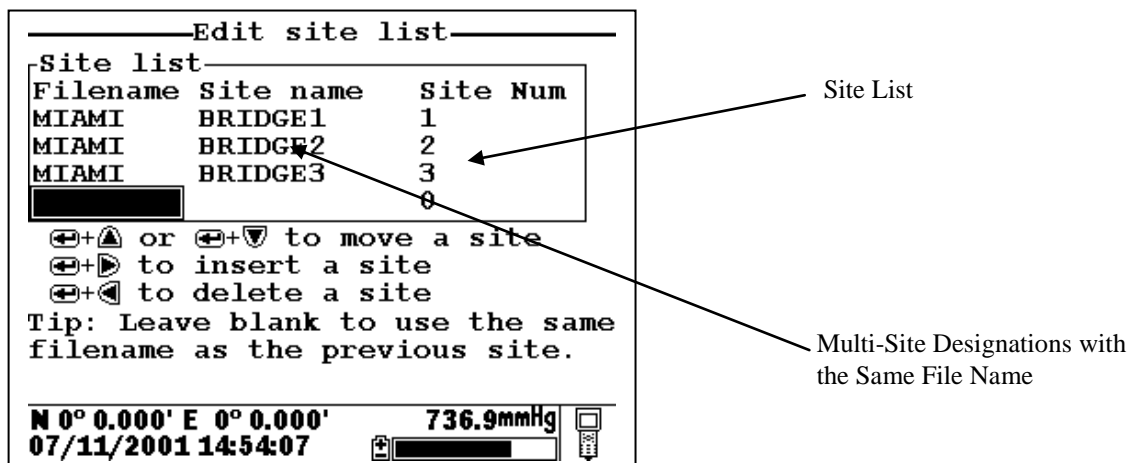 Edit site list
Site list
Filename Site name Site Num
MIAMI BRIDGE1 1
MIAMI BRIDGE2 2
MIAMI BRIDGE3 3
0
+ or + to move a site
+ to insert a site
+ to delete a site
Tip: Leave blank to use the same
filename as the previous site.
N 0° 0.000' E 0° 0.000' 736.9mmHg
07/11/2001 14:54:07
Site List
Multi-Site Designations with
the Same File Name